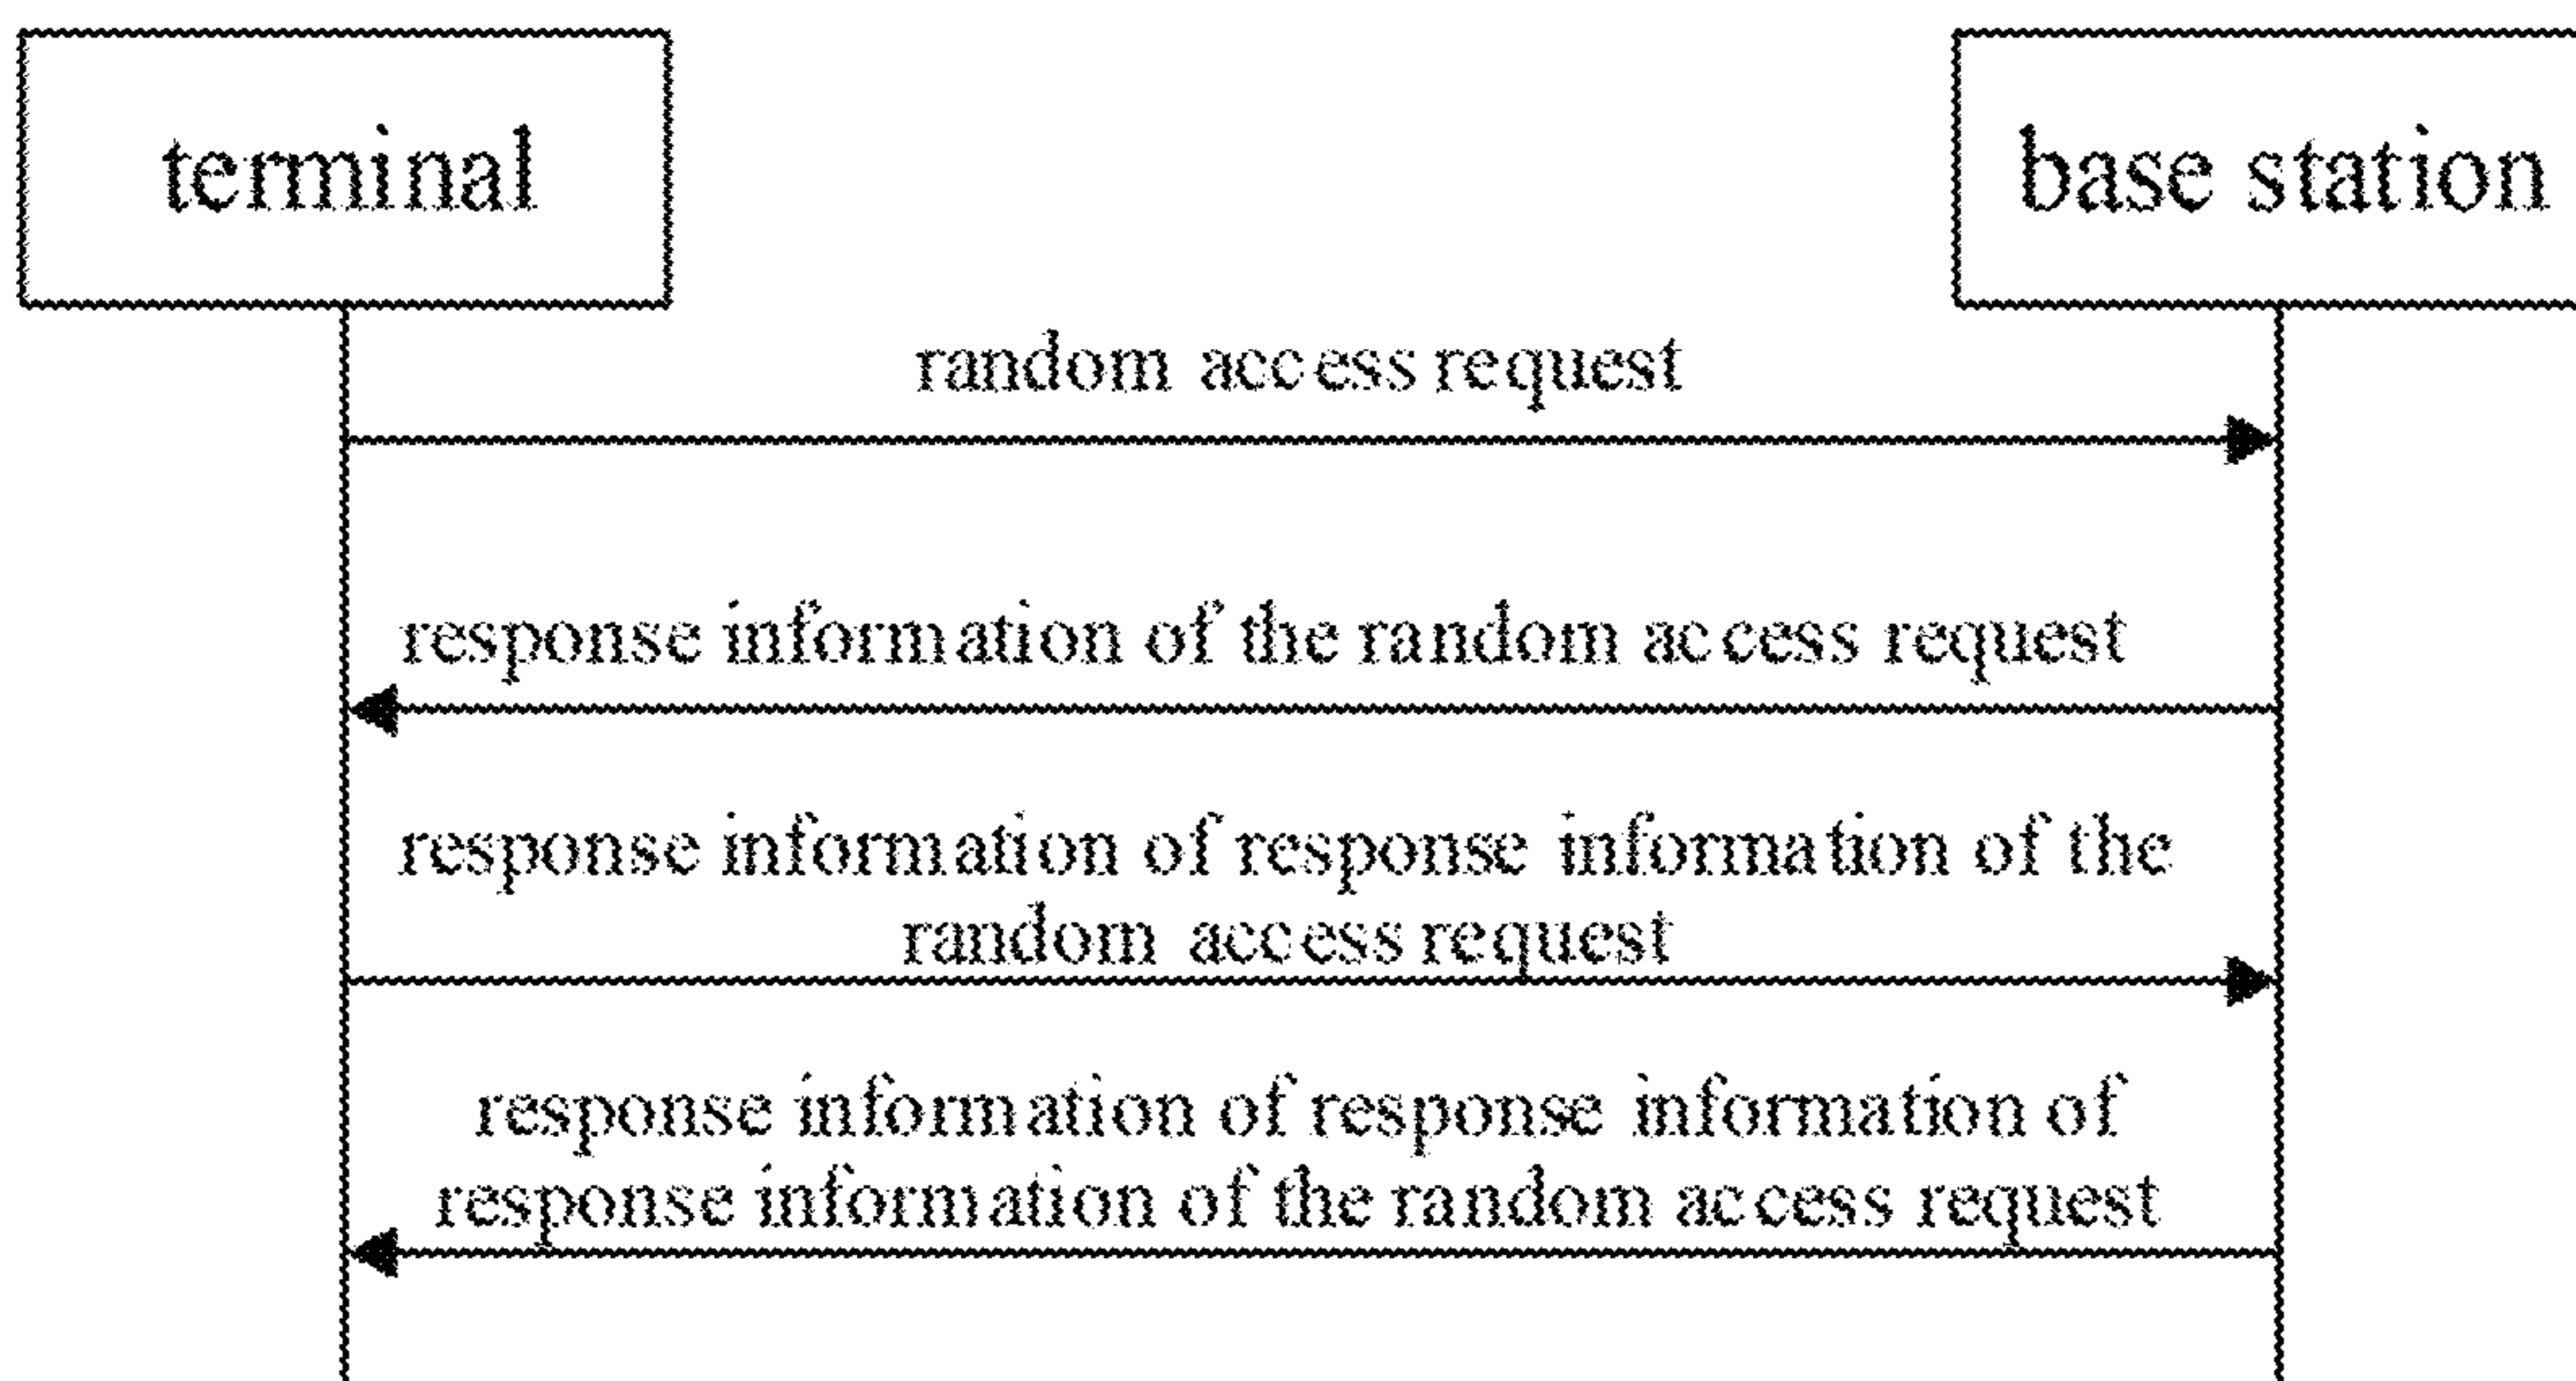 terminal
base station
random access request
response information of the random access request
response information of response information of the
random access request
response information of response information of
response information of the random access request